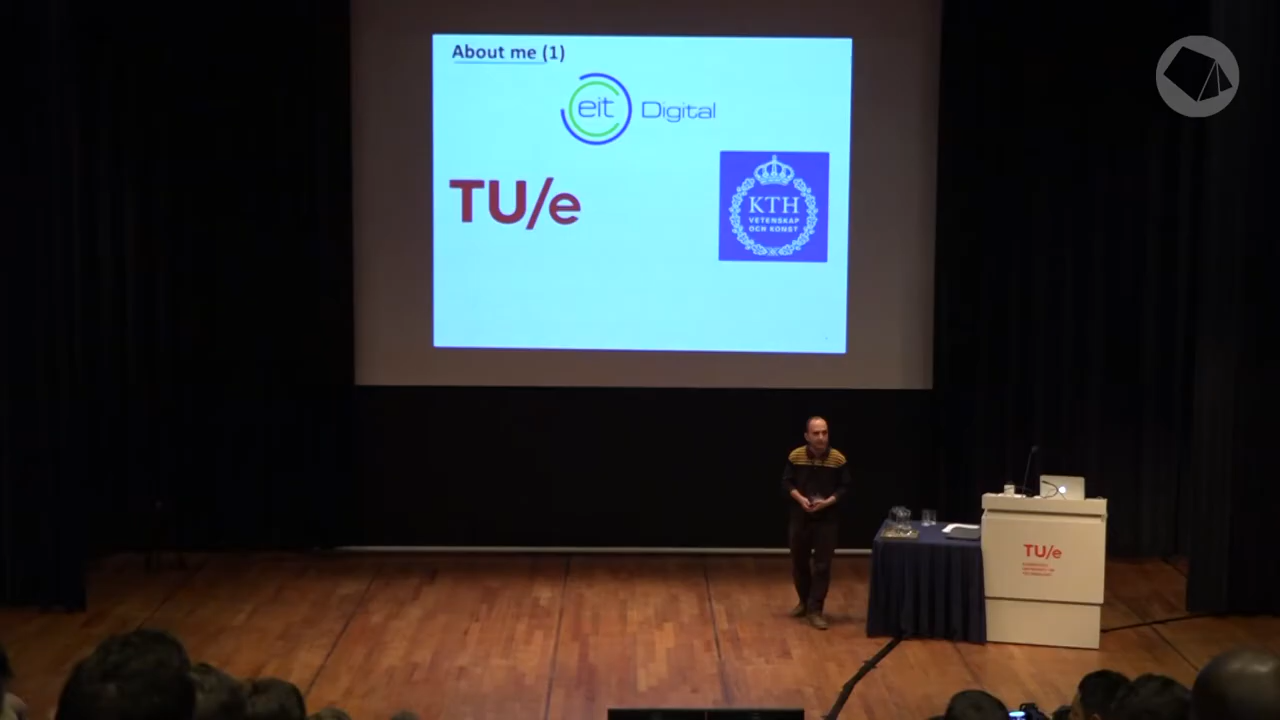 About me (1)
eit Digital
TU/e
KTH
VETENSKAP
OCH KONST
TU/e